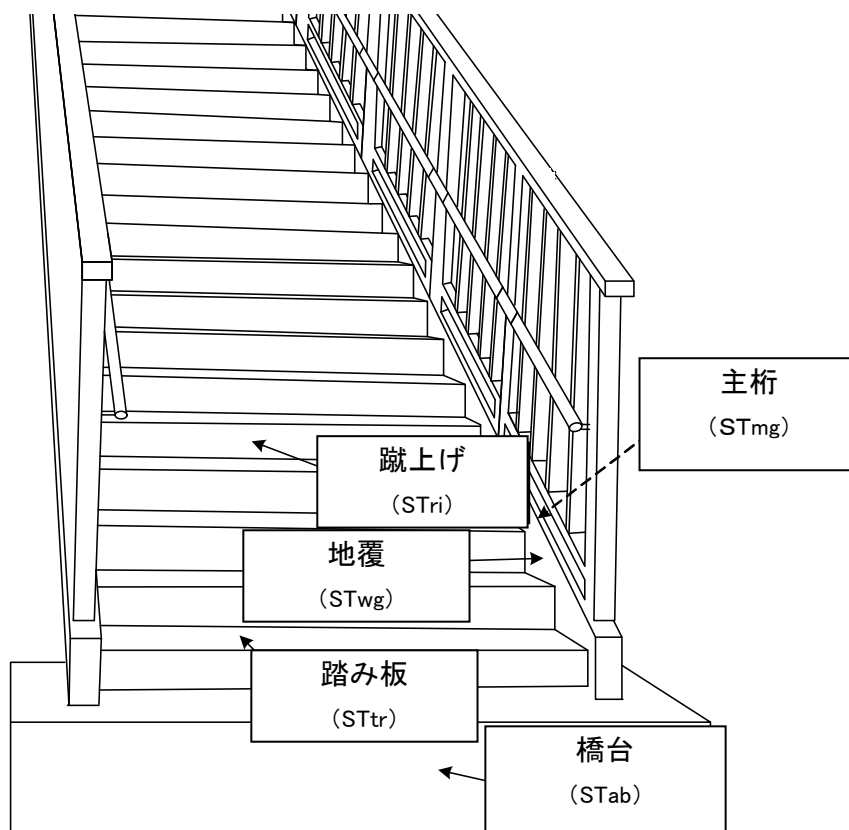 主桁
（STmg）
蹴上げ
（STri）
地覆
（STwg）
踏み板
（STtr）
橋台
（STab）